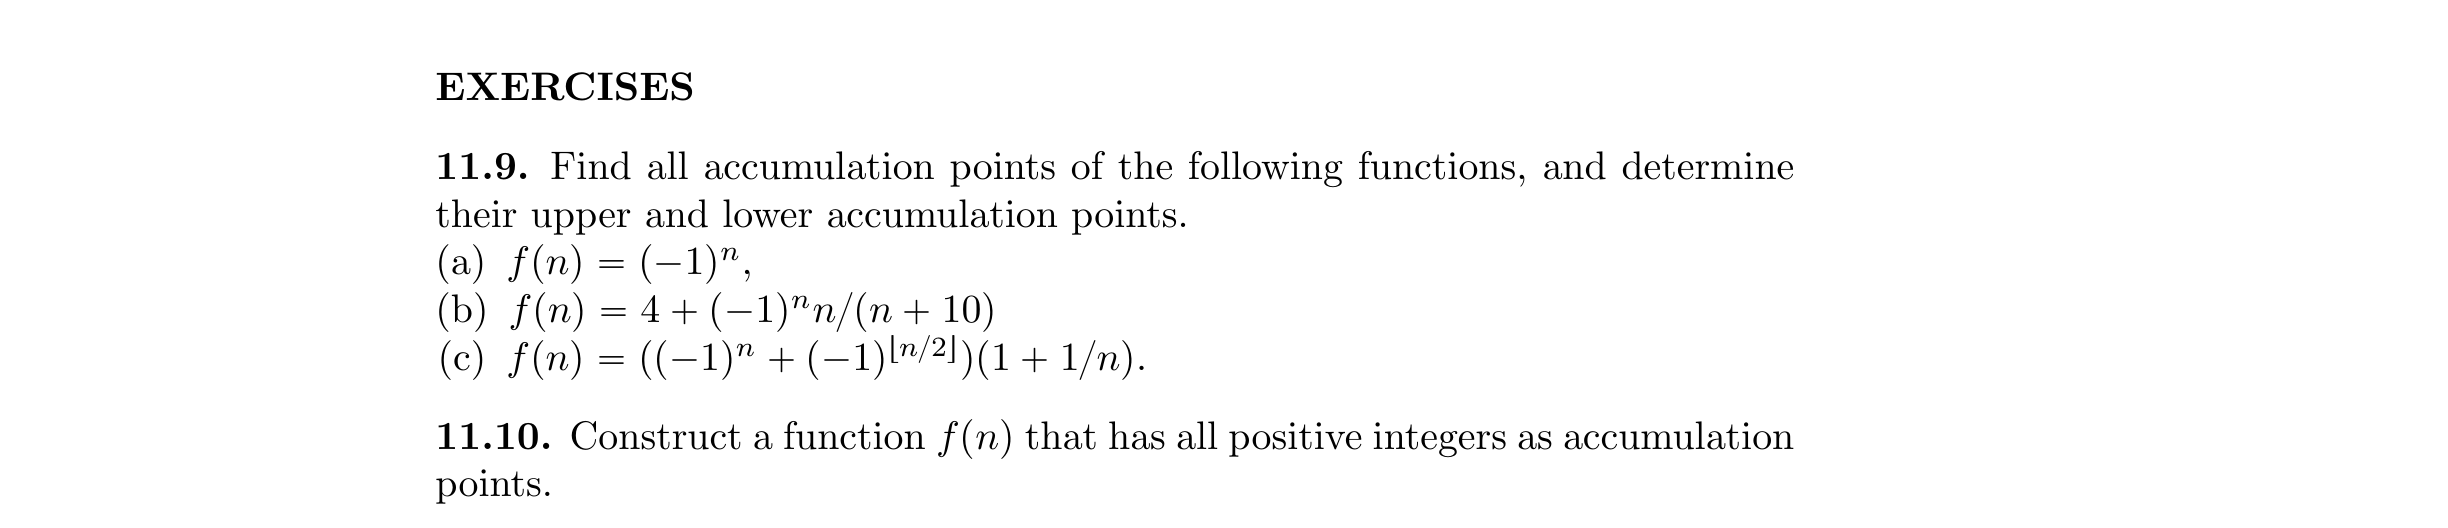 EXERCISES
11.9. Find all accumulation points of the following functions, and determine
their upper and lower accumulation points.
(a) f(n) = (−1)ⁿ,
(b) f(n) = 4 + (−1)ⁿn/(n + 10)
(c) f(n) = ((−1)ⁿ + (−1)^⌊n/2⌋)(1 + 1/n).
11.10. Construct a function f(n) that has all positive integers as accumulation
points.